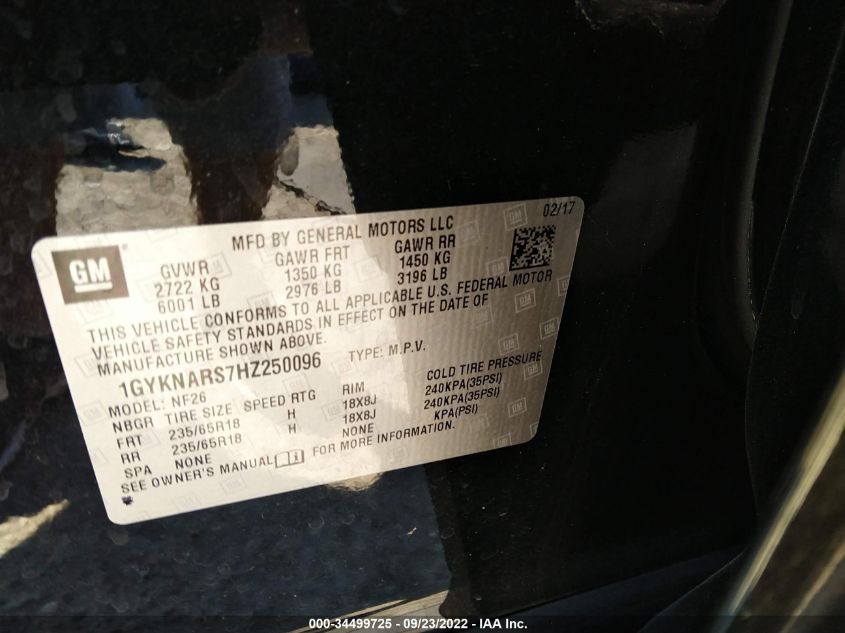 02/17
MFD BY GENERAL MOTORS LLC
GM
GVWR GAWR FRT GAWR RR
2722 KG 1350 KG 1450 KG
6001 LB 2976 LB 3196 LB
THIS VEHICLE CONFORMS TO ALL APPLICABLE U.S. FEDERAL MOTOR
VEHICLE SAFETY STANDARDS IN EFFECT ON THE DATE OF
MANUFACTURE SHOWN ABOVE.
1GYKNARS7HZ250096 TYPE: M.P.V.
MODEL: NF26
NBGR TIRE SIZE SPEED RTG RIM COLD TIRE PRESSURE
FRT 235/65R18 H 18X8J 240KPA(35PSI)
RR 235/65R18 H 18X8J 240KPA(35PSI)
SPA NONE NONE KPA(PSI)
SEE OWNER'S MANUAL FOR MORE INFORMATION.
000-34499725 - 09/23/2022 - IAA Inc.